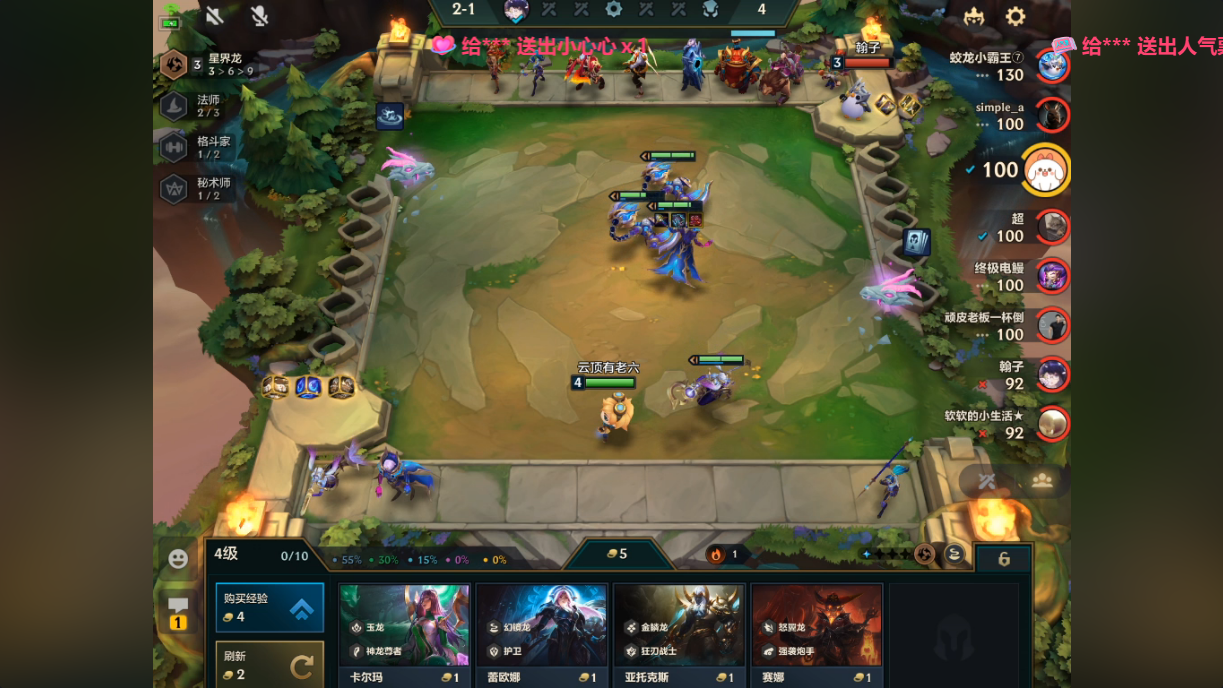 2-1
4
给*** 送出小心心 x 1
给*** 送出人气票
翰子
3
3 星界龙
3 > 6 > 9
法师
2 / 3
格斗家
1 / 2
秘术师
1 / 2
蛟龙小霸王⑦
130
simple_a
100
100
超
100
终极电鳗
100
顽皮老板一杯倒
100
翰子
92
软软的小生活★
92
云顶有老六
4
4级
0/10
55%
30%
15%
0%
0%
5
1
1
购买经验
4
刷新
2
玉龙
神龙尊者
卡尔玛
1
幻镜龙
护卫
蕾欧娜
1
金鳞龙
狂刃战士
亚托克斯
1
怒翼龙
强袭炮手
赛娜
1